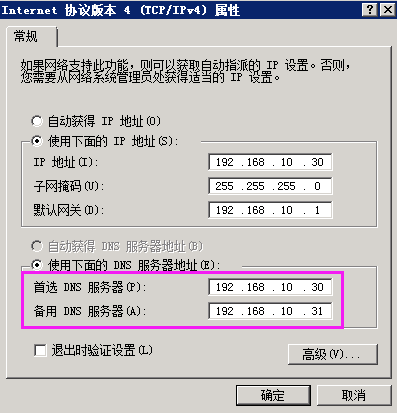 Internet 协议版本 4 (TCP/IPv4) 属性
常规
如果网络支持此功能，则可以获取自动指派的 IP 设置。否则，
您需要从网络系统管理员处获得适当的 IP 设置。
自动获得 IP 地址(O)
使用下面的 IP 地址(S):
IP 地址(I): 192 .168 . 10 . 30
子网掩码(U): 255 .255 .255 . 0
默认网关(D): 192 .168 . 10 . 1
自动获得 DNS 服务器地址(B)
使用下面的 DNS 服务器地址(E):
首选 DNS 服务器(P): 192 .168 . 10 . 30
备用 DNS 服务器(A): 192 .168 . 10 . 31
退出时验证设置(L)
高级(V)...
确定 取消